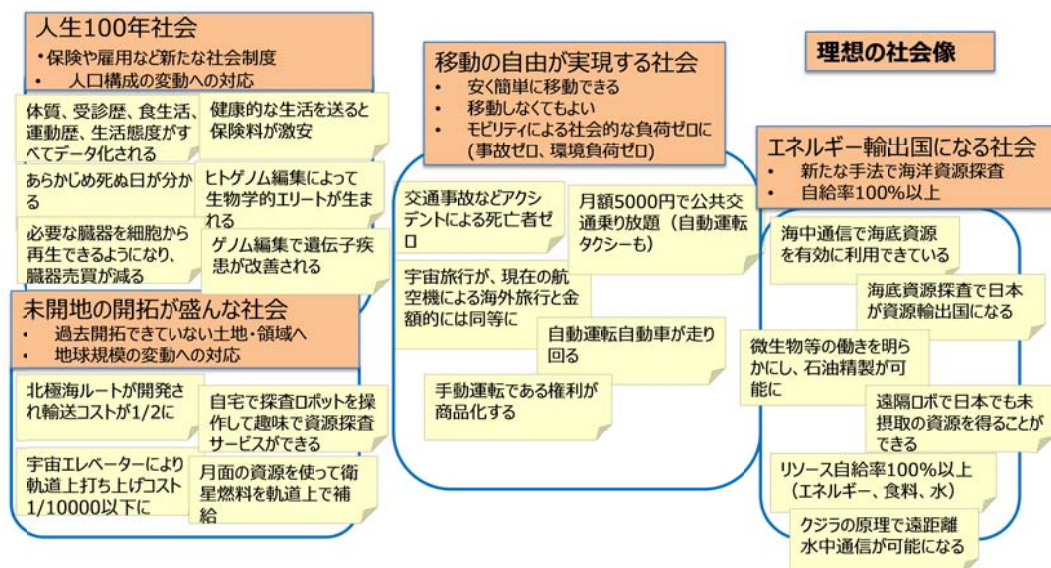 理想の社会像
人生100年社会
•保険や雇用など新たな社会制度
• 人口構成の変動への対応
体質、受診歴、食生活、
運動歴、生活態度がす
べてデータ化される
健康的な生活を送ると
保険料が激安
あらかじめ死ぬ日が分か
る
ヒトゲノム編集によって
生物学的エリートが生ま
れる
必要な臓器を細胞から
再生できるようになり、
臓器売買が減る
ゲノム編集で遺伝子疾
患が改善される
未開地の開拓が盛んな社会
• 過去開拓できていない土地・領域へ
• 地球規模の変動への対応
北極海ルートが開発さ
れ輸送コストが1/2に
自宅で探査ロボットを操
作して趣味で資源探査
サービスができる
宇宙エレベーターにより
軌道上打ち上げコスト
1/10000以下に
月面の資源を使って衛
星燃料を軌道上で補
給
移動の自由が実現する社会
• 安く簡単に移動できる
• 移動しなくてもよい
• モビリティによる社会的な負荷ゼロに
(事故ゼロ、環境負荷ゼロ)
交通事故などアクシ
デントによる死亡者ゼ
ロ
月額5000円で公共交
通乗り放題（自動運転
タクシーも）
宇宙旅行が、現在の航
空機による海外旅行と金
額的には同等に
自動運転自動車が走り
回る
手動運転である権利が
商品化する
エネルギー輸出国になる社会
• 新たな手法で海洋資源探査
• 自給率100%以上
海中通信で海底資源
を有効に利用できている
海底資源探査で日本
が資源輸出国になる
微生物等の働きを明ら
かにし、石油精製が可
能に
遠隔ロボで日本でも未
摂取の資源を得ることが
できる
リソース自給率100%以上
（エネルギー、食料、水）
クジラの原理で遠距離
水中通信が可能になる